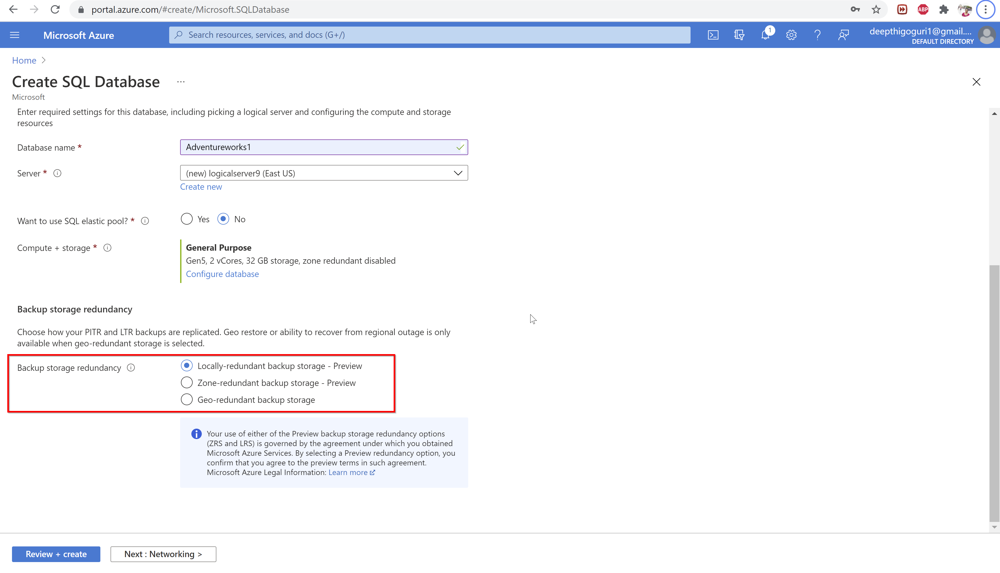 portal.azure.com/#create/Microsoft.SQLDatabase
ABP
Microsoft Azure
Search resources, services, and docs (G+/)
1
deepthigoguri1@gmail....
DEFAULT DIRECTORY
Home
Create SQL Database ...
Microsoft
Enter required settings for this database, including picking a logical server and configuring the compute and storage
resources
Database name *
Adventureworks1
Server *
(new) logicalserver9 (East US)
Create new
Want to use SQL elastic pool? *
Yes No
Compute + storage *
General Purpose
Gen5, 2 vCores, 32 GB storage, zone redundant disabled
Configure database
Backup storage redundancy
Choose how your PITR and LTR backups are replicated. Geo restore or ability to recover from regional outage is only
available when geo-redundant storage is selected.
Backup storage redundancy
Locally-redundant backup storage - Preview
Zone-redundant backup storage - Preview
Geo-redundant backup storage
Your use of either of the Preview backup storage redundancy options
(ZRS and LRS) is governed by the agreement under which you obtained
Microsoft Azure Services. By selecting a Preview redundancy option, you
confirm that you agree to the preview terms in such agreement.
Microsoft Azure Legal Information: Learn more
Review + create
Next : Networking >